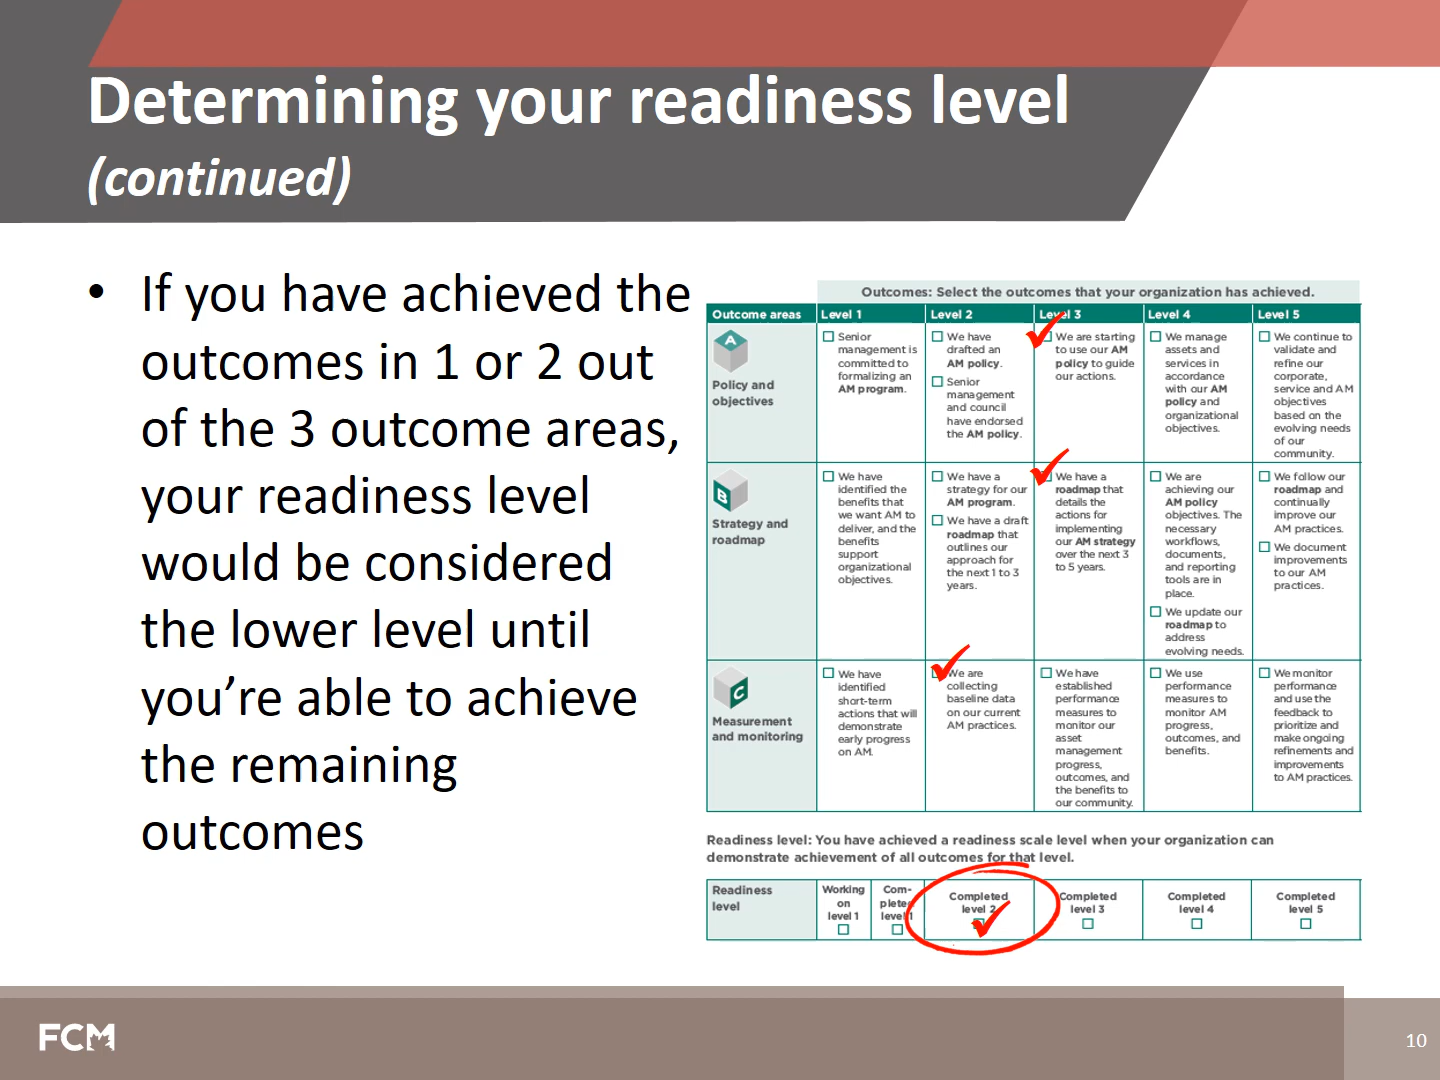 Determining your readiness level
(continued)
• If you have achieved the
outcomes in 1 or 2 out
of the 3 outcome areas,
your readiness level
would be considered
the lower level until
you’re able to achieve
the remaining
outcomes
Outcomes: Select the outcomes that your organization has achieved.
Outcome areas Level 1 Level 2 Level 3 Level 4 Level 5
A
Policy and
objectives
Senior
management is
committed to
formalizing an
AM program.
We have
drafted an
AM policy.
Senior
management
and council
have endorsed
the AM policy.
We are starting
to use our AM
policy to guide
our actions.
We manage
assets and
services in
accordance
with our AM
policy and
organizational
objectives.
We continue to
validate and
refine our
corporate,
service and AM
objectives
based on the
evolving needs
of our
community.
B
Strategy and
roadmap
We have
identified the
benefits that
we want AM to
deliver, and the
benefits
support
organizational
objectives.
We have a
strategy for our
AM program.
We have a draft
roadmap that
outlines our
approach for
the next 1 to 3
years.
We have a
roadmap that
details the
actions for
implementing
our AM strategy
over the next 3
to 5 years.
We are
achieving our
AM policy
objectives. The
necessary
workflows,
documents,
and reporting
tools are in
place.
We update our
roadmap to
address
evolving needs.
We follow our
roadmap and
continually
improve our
AM practices.
We document
improvements
to our AM
practices.
C
Measurement
and monitoring
We have
identified
short-term
actions that will
demonstrate
early progress
on AM.
We are
collecting
baseline data
on our current
AM practices.
We have
established
performance
measures to
monitor our
asset
management
progress,
outcomes, and
the benefits to
our community.
We use
performance
measures to
monitor AM
progress,
outcomes, and
benefits.
We monitor
performance
and use the
feedback to
prioritize and
make ongoing
refinements and
improvements
to AM practices.
Readiness level: You have achieved a readiness scale level when your organization can
demonstrate achievement of all outcomes for that level.
Readiness
level
Working
on
level 1
Com-
pleted
level 1
Completed
level 2
Completed
level 3
Completed
level 4
Completed
level 5
FCM
10